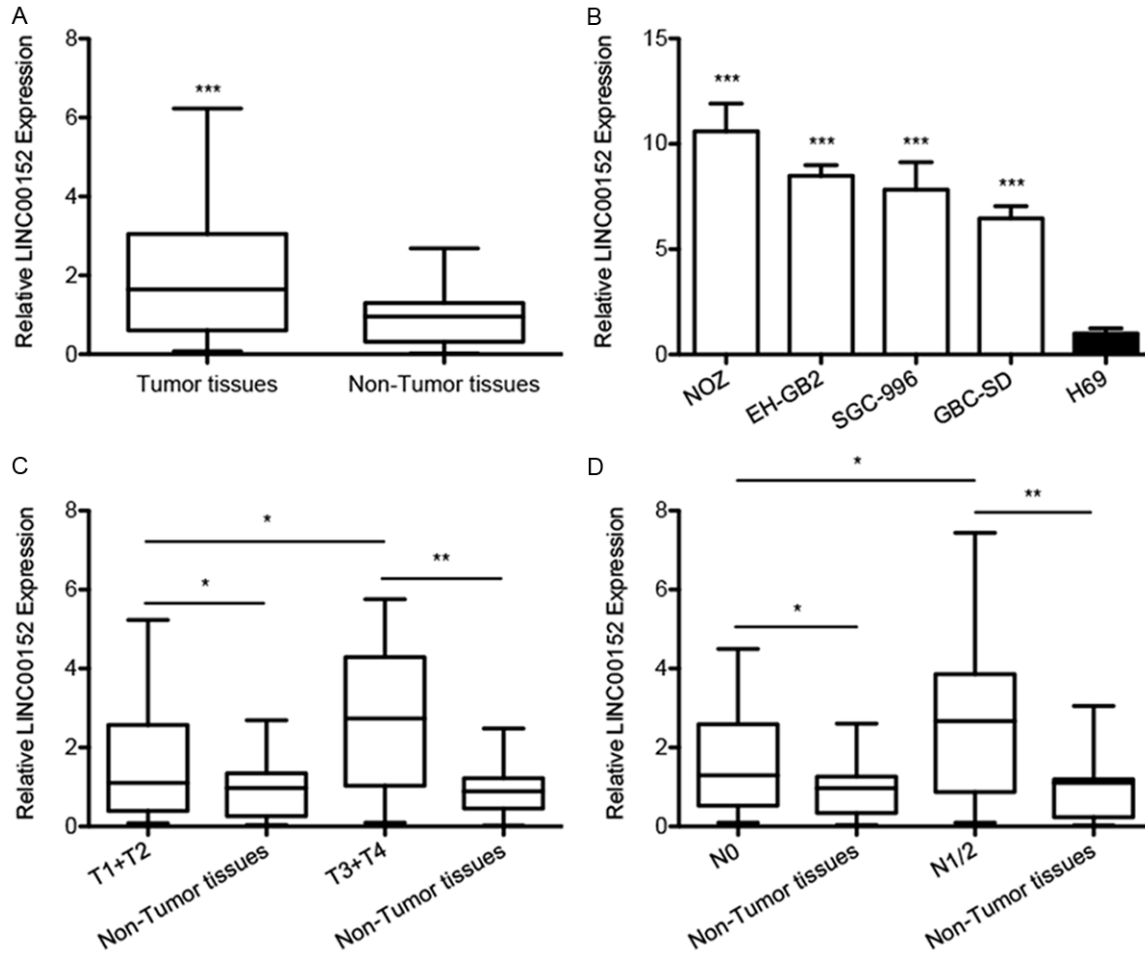 A
Relative LINC00152 Expression
8
6
4
2
0
***
Tumor tissues
Non-Tumor tissues
B
Relative LINC00152 Expression
15
10
5
0
***
***
***
***
NOZ
EH-GB2
SGC-996
GBC-SD
H69
C
Relative LINC00152 Expression
8
6
4
2
0
*
*
**
T1+T2
Non-Tumor tissues
T3+T4
Non-Tumor tissues
D
Relative LINC00152 Expression
8
6
4
2
0
*
**
*
N0
Non-Tumor tissues
N1/2
Non-Tumor tissues